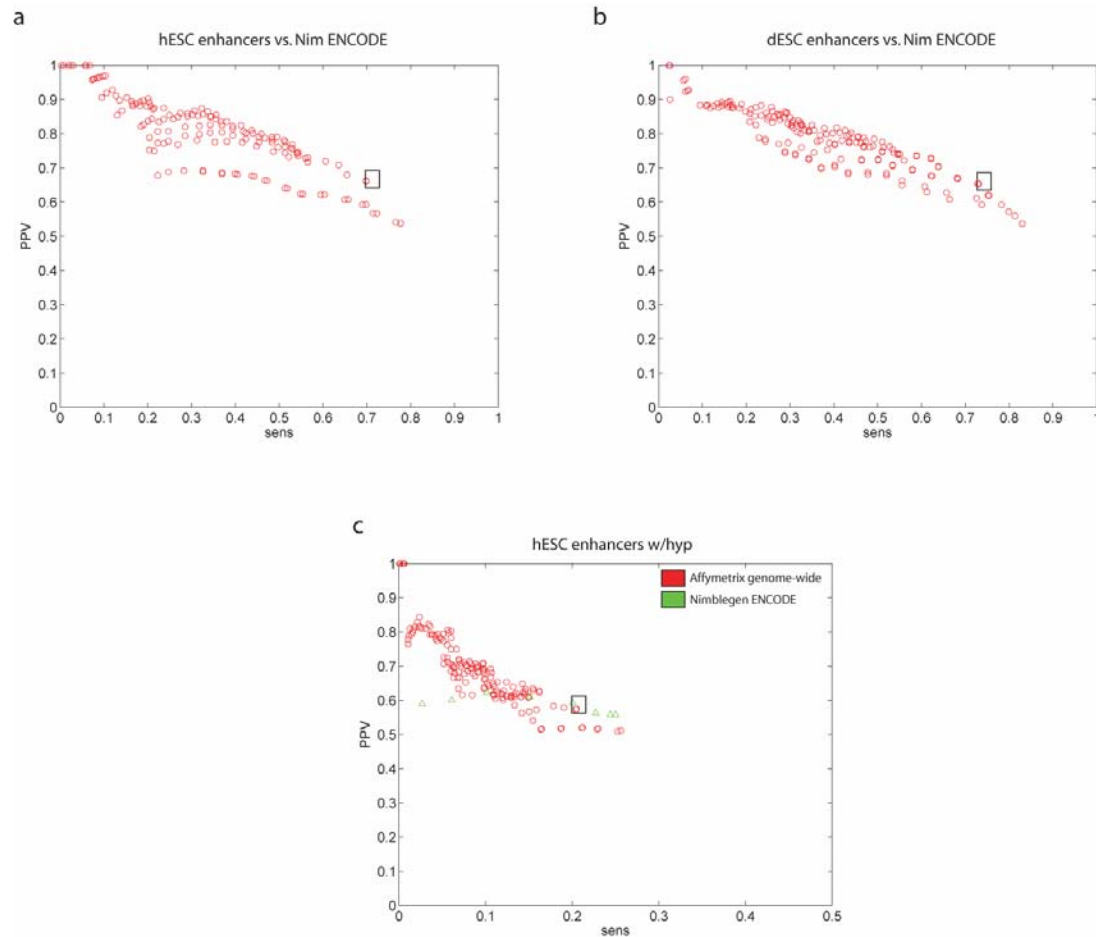 a
hESC enhancers vs. Nim ENCODE
1
0.9
0.8
0.7
0.6
0.5
0.4
0.3
0.2
0.1
0
PPV
0 0.1 0.2 0.3 0.4 0.5 0.6 0.7 0.8 0.9 1
sens
b
dESC enhancers vs. Nim ENCODE
1
0.9
0.8
0.7
0.6
0.5
0.4
0.3
0.2
0.1
0
PPV
0 0.1 0.2 0.3 0.4 0.5 0.6 0.7 0.8 0.9 1
sens
c
hESC enhancers w/hyp
Affymetrix genome-wide
Nimblegen ENCODE
1
0.9
0.8
0.7
0.6
0.5
0.4
0.3
0.2
0.1
0
PPV
0 0.1 0.2 0.3 0.4 0.5
sens